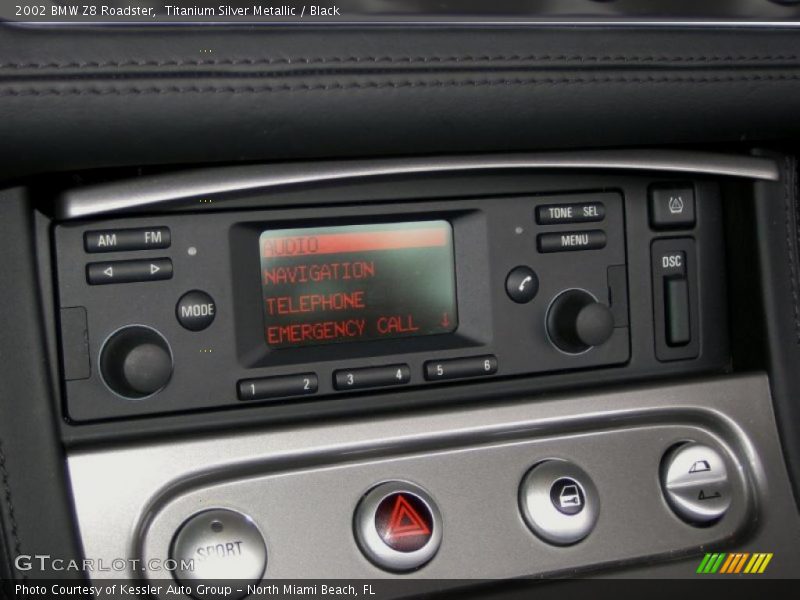 2002 BMW Z8 Roadster,  Titanium Silver Metallic / Black
AM FM
TONE SEL
MENU
MODE
DSC
AUDIO
NAVIGATION
TELEPHONE
EMERGENCY CALL ↓
1 2
3 4
5 6
SPORT
GTCARLOT.COM
Photo Courtesy of Kessler Auto Group - North Miami Beach, FL